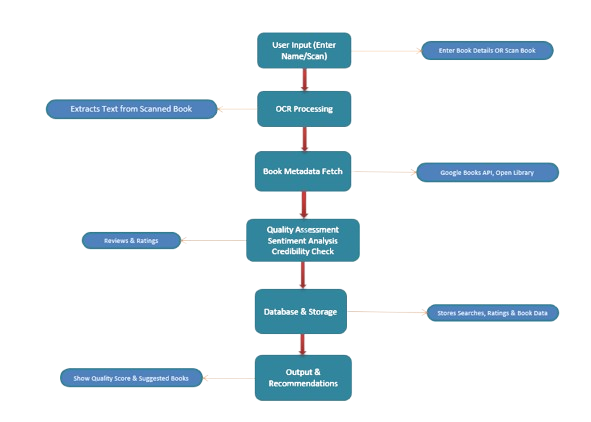 User Input (Enter
Name/Scan)
Enter Book Details OR Scan Book
Extracts Text from Scanned Book
OCR Processing
Book Metadata Fetch
Google Books API, Open Library
Quality Assessment
Sentiment Analysis
Credibility Check
Reviews & Ratings
Database & Storage
Stores Searches, Ratings & Book Data
Output &
Recommendations
Show Quality Score & Suggested Books